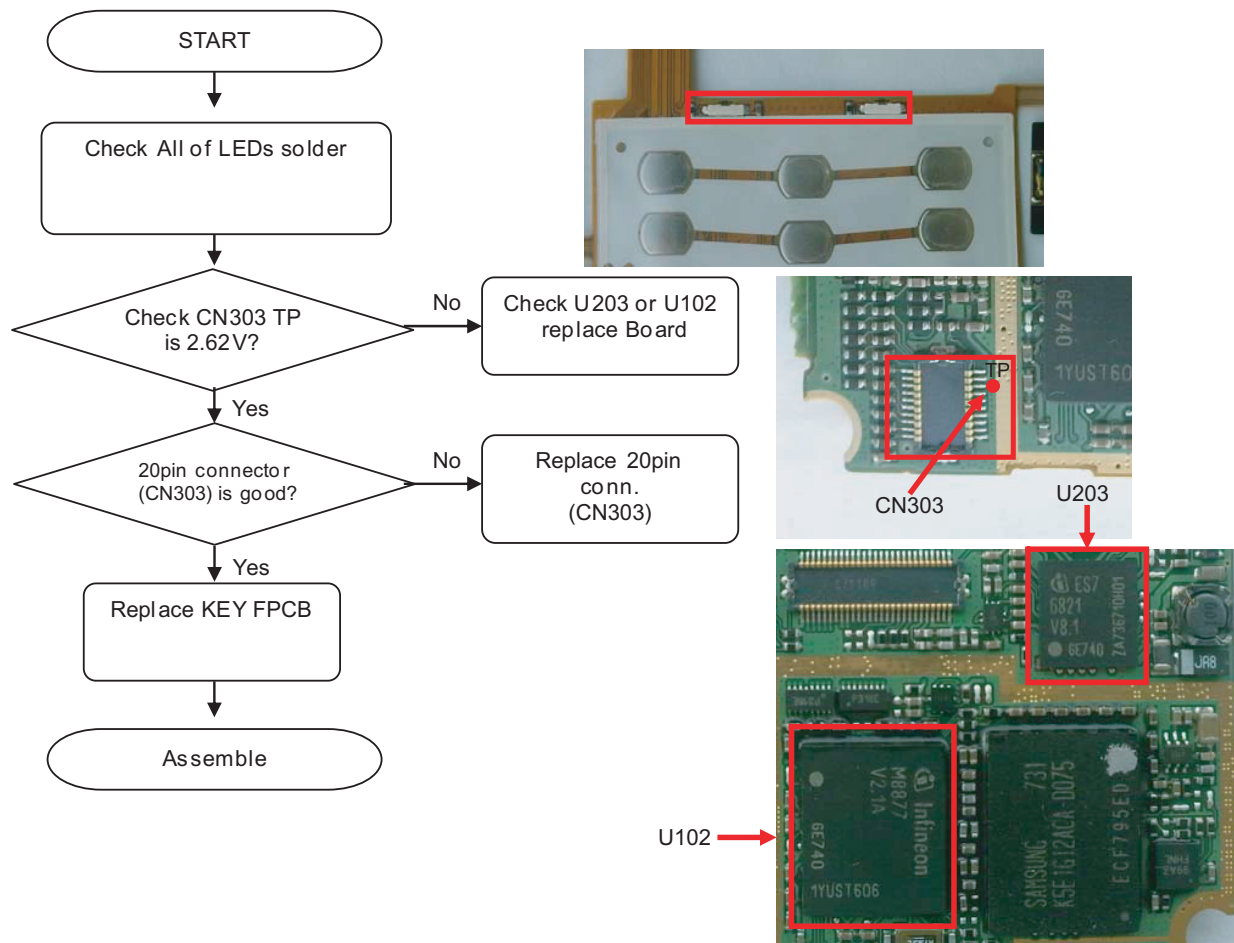 START
Check All of LEDs solder
Check CN303 TP
is 2.62V?
No
Check U203 or U102
replace Board
Yes
20pin connector
(CN303) is good?
No
Replace 20pin
conn.
(CN303)
Yes
Replace KEY FPCB
Assemble
GE740
1YUST60
TP
CN303
U203
ES7
6821
V8.1
GE740
JA8
U102
Infineon
M8877
V2.1A
GE740
1YUST606
SAMSUNG 731
K5E1G12ACA-D075
ECF795ED